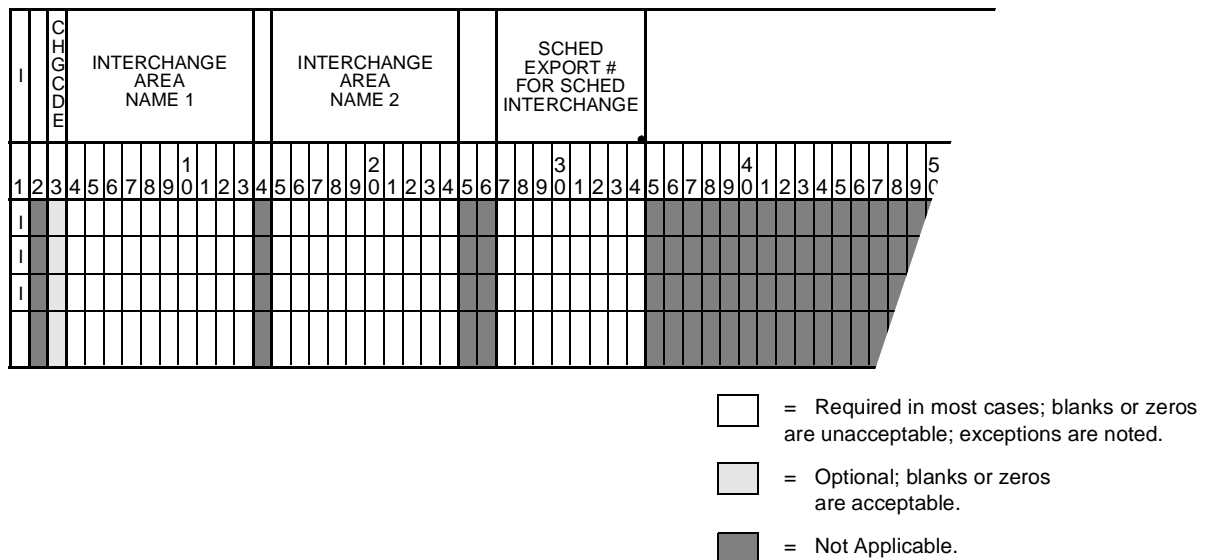 I
C
H
G
C
D
E
INTERCHANGE
AREA
NAME 1
INTERCHANGE
AREA
NAME 2
SCHED
EXPORT #
FOR SCHED
INTERCHANGE
1 2 3 4 5
1 2 3 4 5 6 7 8 9 0 1 2 3 4 5 6 7 8 9 0 1 2 3 4 5 6 7 8 9 0 1 2 3 4 5 6 7 8 9 0 1 2 3 4 5 6 7 8 9 0
I
I
I
= Required in most cases; blanks or zeros
are unacceptable; exceptions are noted.
= Optional; blanks or zeros
are acceptable.
= Not Applicable.